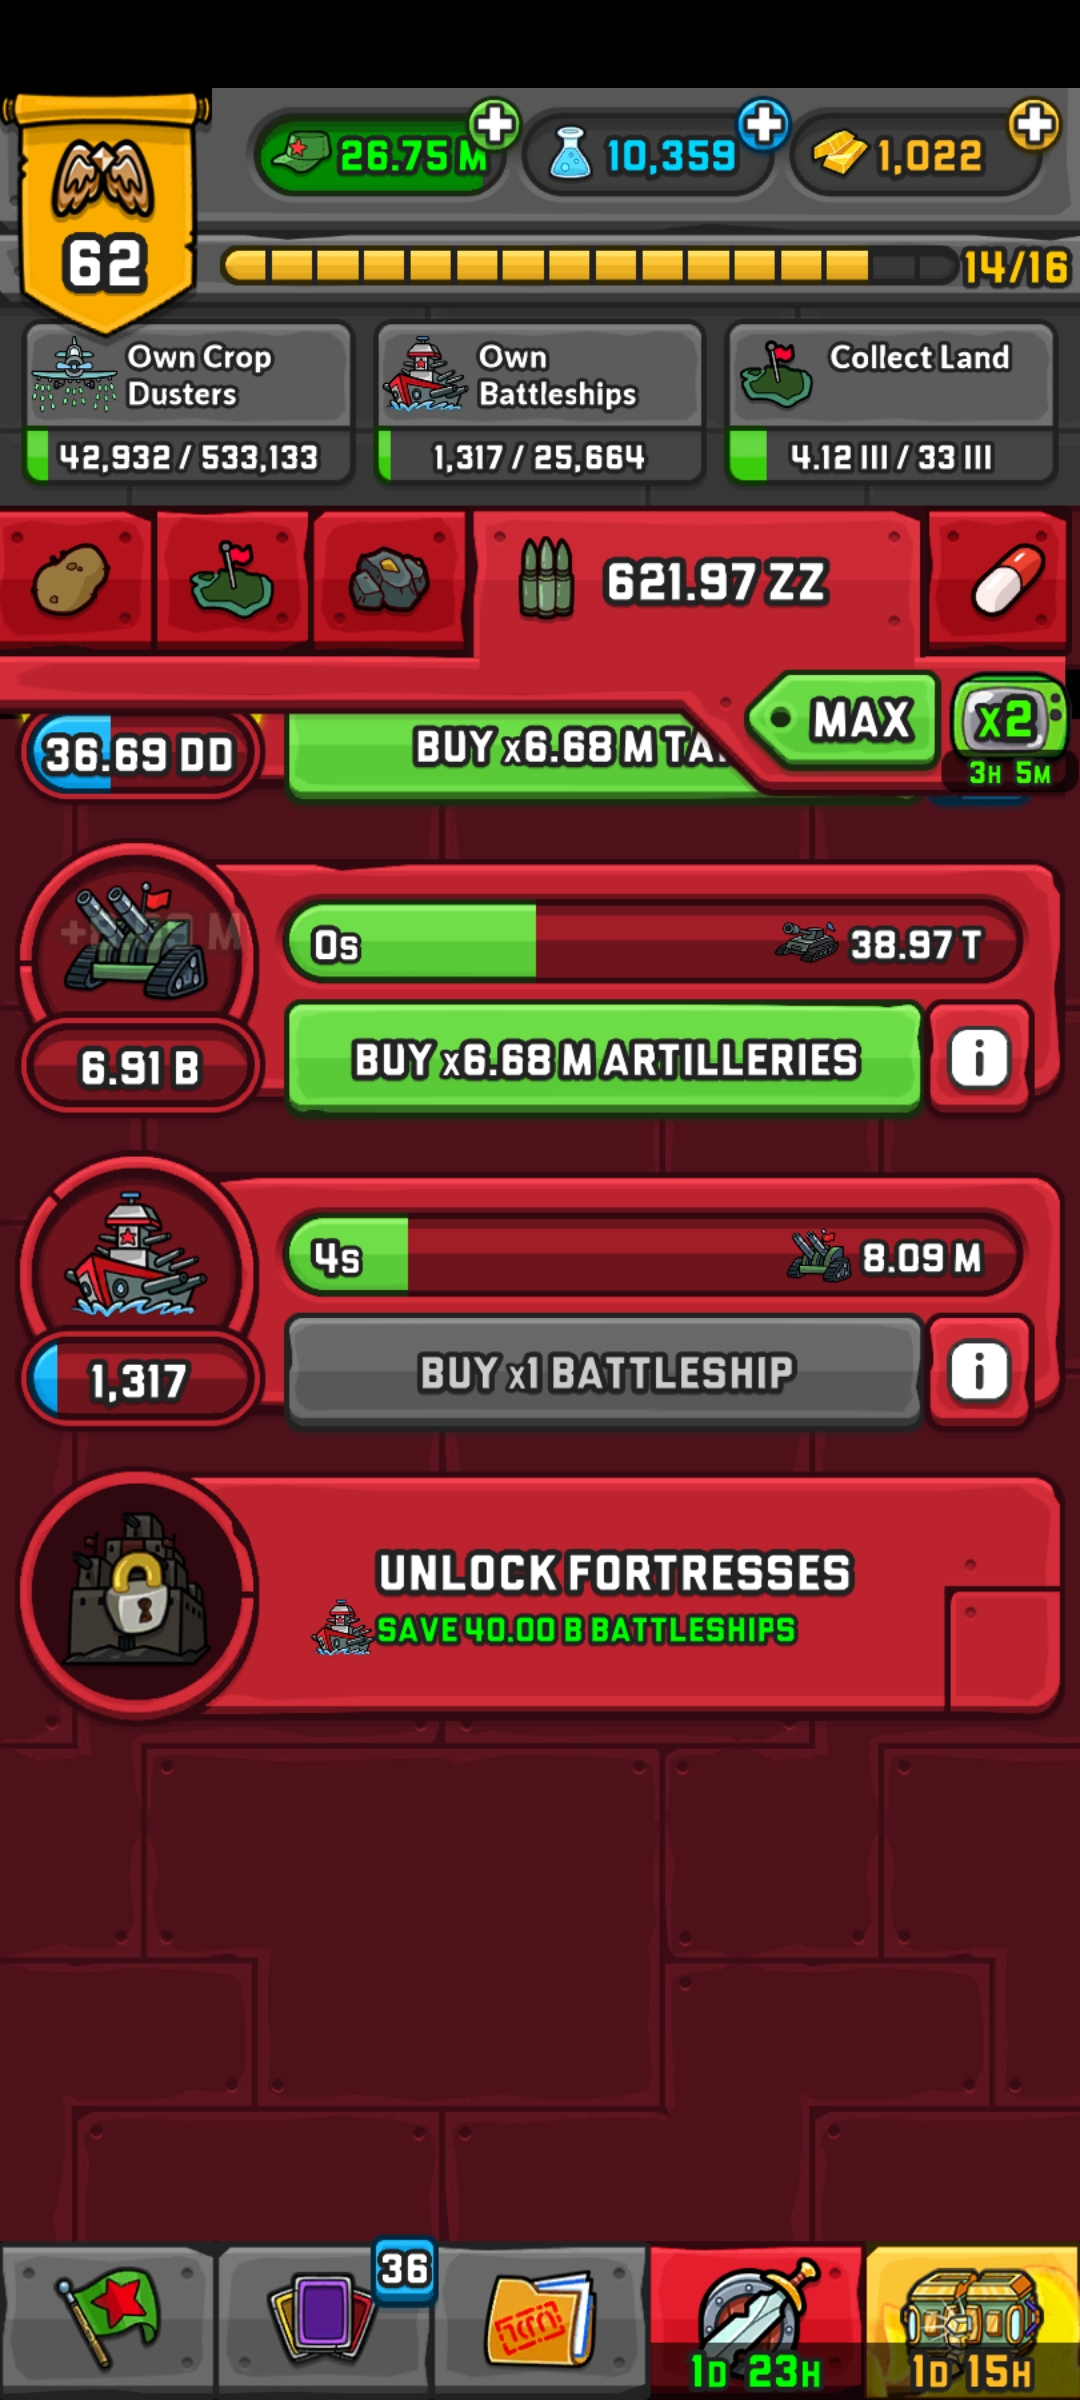 26.75 M
10,359
1,022
62
14/16
Own Crop
Dusters
42,932 / 533,133
Own
Battleships
1,317 / 25,664
Collect Land
4.12 III / 33 III
621.97 ZZ
MAX
x2
3H 5M
36.69 DD
BUY x6.68 M
0s
38.97 T
6.91 B
BUY x6.68 M ARTILLERIES
i
4s
8.09 M
1,317
BUY x1 BATTLESHIP
i
UNLOCK FORTRESSES
SAVE 40.00 B BATTLESHIPS
36
1D 23H
1D 15H